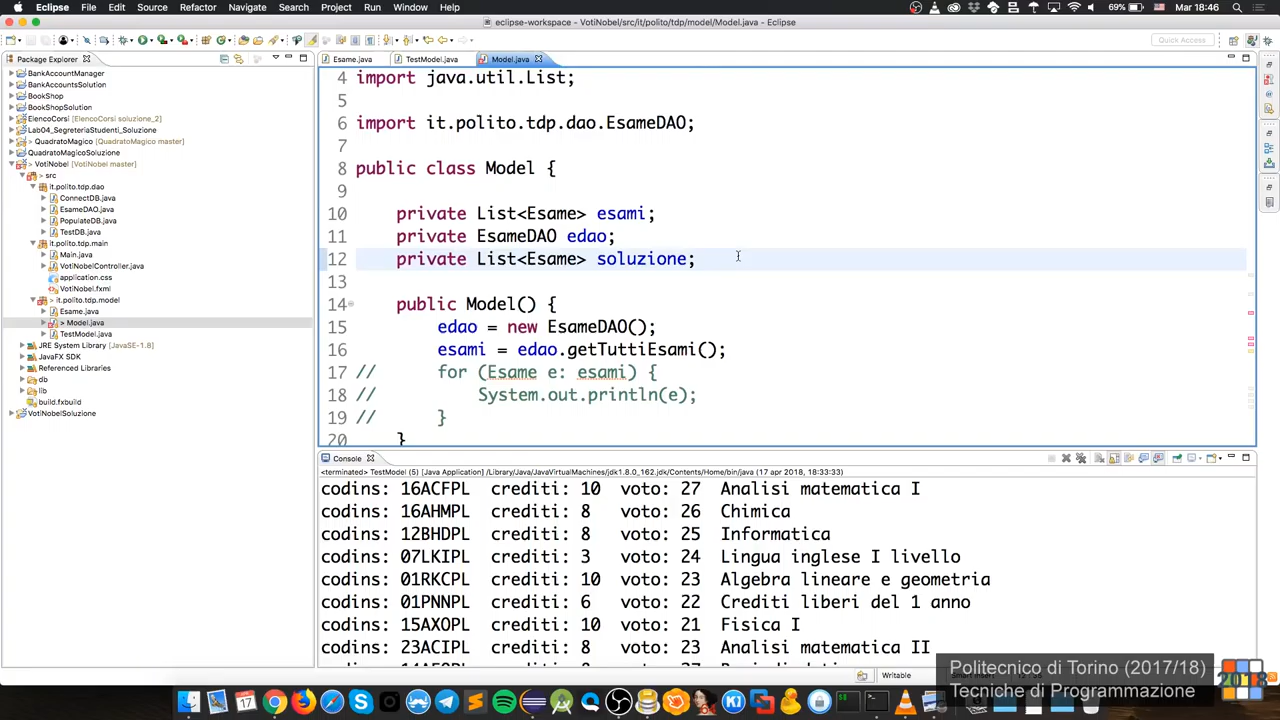 Eclipse File Edit Source Refactor Navigate Search Project Run Window Help 69% Mar 18:46
eclipse-workspace - VotiNobel/src/it/polito/tdp/model/Model.java - Eclipse
Quick Access
Package Explorer
BankAccountManager
BankAccountsSolution
BookShop
BookShopSolution
ElencoCorsi [ElencoCorsi soluzione_2]
Lab04_SegreteriaStudenti_Soluzione
> QuadratoMagico [QuadratoMagico master]
QuadratoMagicoSoluzione
> VotiNobel [VotiNobel master]
> src
it.polito.tdp.dao
ConnectDB.java
EsameDAO.java
PopulateDB.java
TestDB.java
it.polito.tdp.main
Main.java
VotiNobelController.java
application.css
VotiNobel.fxml
> it.polito.tdp.model
Esame.java
> Model.java
TestModel.java
JRE System Library [JavaSE-1.8]
JavaFX SDK
Referenced Libraries
db
lib
build.fxbuild
VotiNobelSoluzione
Esame.java TestModel.java Model.java
4 import java.util.List;
5
6 import it.polito.tdp.dao.EsameDAO;
7
8 public class Model {
9
10 private List<Esame> esami;
11 private EsameDAO edao;
12 private List<Esame> soluzione;
13
14 public Model() {
15 edao = new EsameDAO();
16 esami = edao.getTuttiEsami();
17 // for (Esame e: esami) {
18 // System.out.println(e);
19 // }
20 }
Console
<terminated> TestModel (5) [Java Application] /Library/Java/JavaVirtualMachines/jdk1.8.0_162.jdk/Contents/Home/bin/java (17 apr 2018, 18:33:33)
codins: 16ACFPL crediti: 10 voto: 27 Analisi matematica I
codins: 16AHMPL crediti: 8 voto: 26 Chimica
codins: 12BHDPL crediti: 8 voto: 25 Informatica
codins: 07LKIPL crediti: 3 voto: 24 Lingua inglese I livello
codins: 01RKCPL crediti: 10 voto: 23 Algebra lineare e geometria
codins: 01PNNPL crediti: 6 voto: 22 Crediti liberi del 1 anno
codins: 15AXOPL crediti: 10 voto: 21 Fisica I
codins: 23ACIPL crediti: 8 voto: 23 Analisi matematica II
Writable
Politecnico di Torino (2017/18)
Tecniche di Programmazione
2018